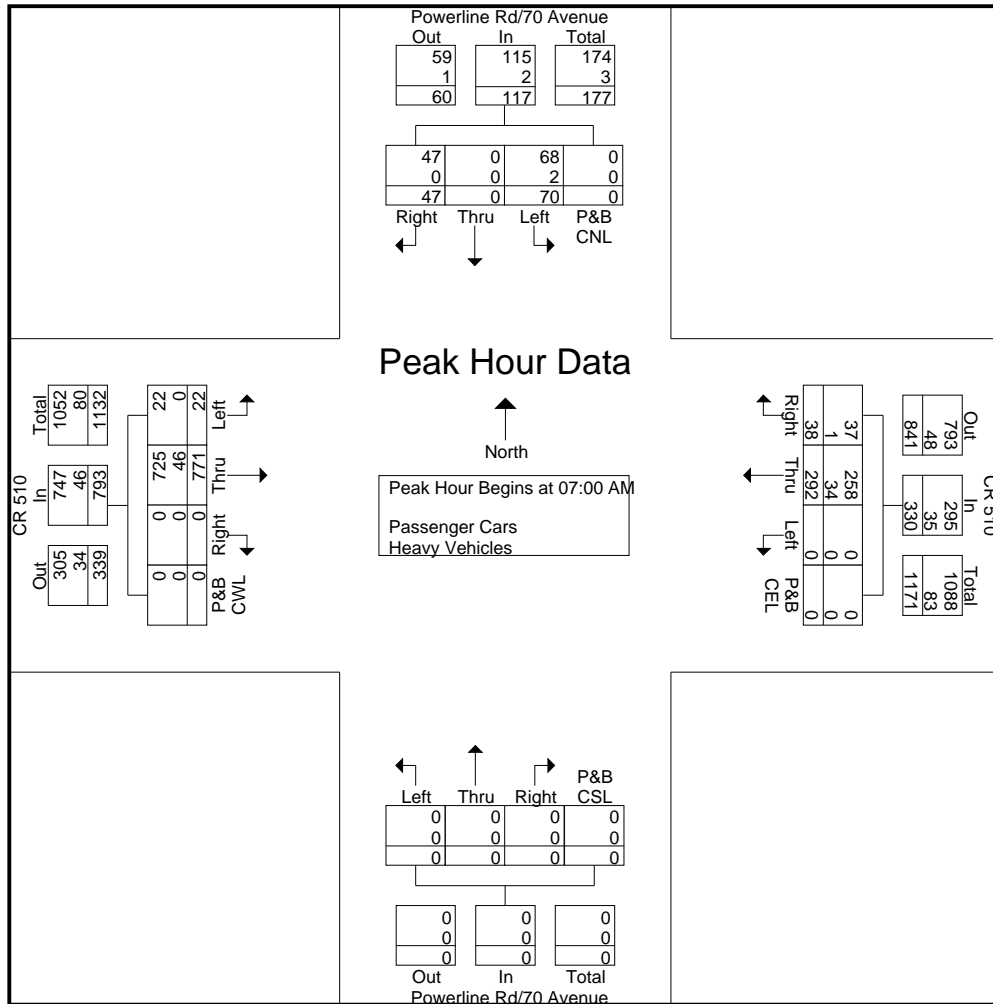 Powerline Rd/70 Avenue
Out In Total
59 115 174
1 2 3
60 117 177
47 0 68 0
0 0 2 0
47 0 70 0
Right Thru Left P&B
CNL
Peak Hour Data
North
Peak Hour Begins at 07:00 AM
Passenger Cars
Heavy Vehicles
CR 510
Out In Total
305 747 1052
34 46 80
339 793 1132
P&B Right Thru Left
CWL
0 0 725 22
0 0 46 0
0 0 771 22
CR 510
Out In Total
793 295 1088
48 35 83
841 330 1171
37 258 0 0
1 34 0 0
38 292 0 0
Right Thru Left P&B
CEL
P&B
Left Thru Right CSL
0 0 0 0
0 0 0 0
0 0 0 0
0 0 0
0 0 0
0 0 0
Out In Total
Powerline Rd/70 Avenue